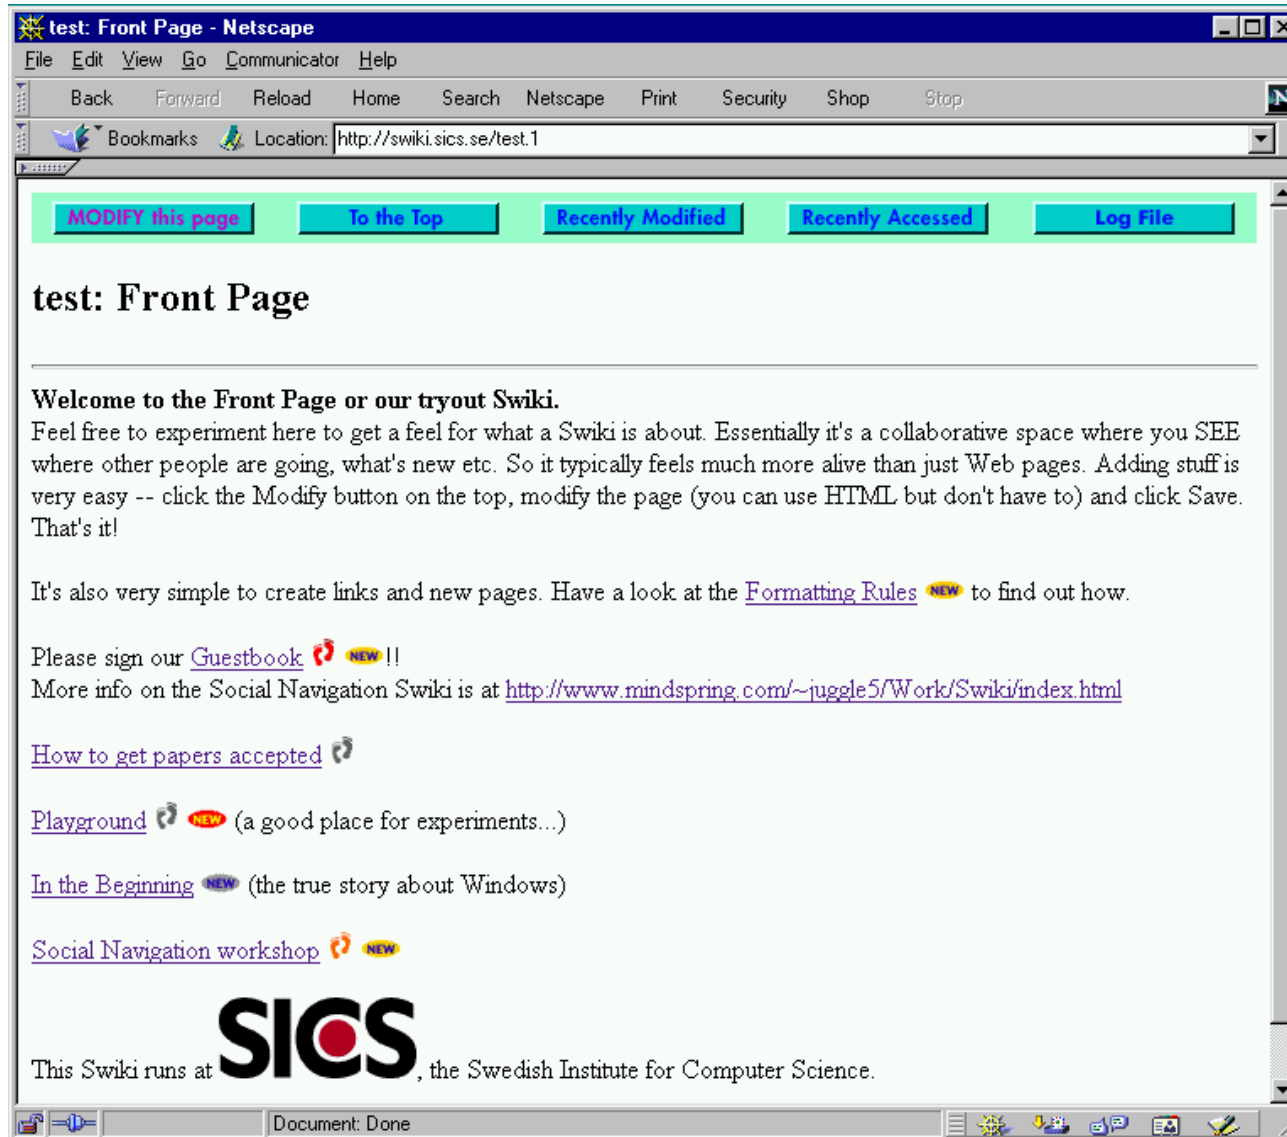 test: Front Page - Netscape
File Edit View Go Communicator Help
Back Forward Reload Home Search Netscape Print Security Shop Stop
N
Bookmarks Location: http://swiki.sics.se/test.1
MODIFY this page To the Top Recently Modified Recently Accessed Log File
test: Front Page
Welcome to the Front Page or our tryout Swiki.
Feel free to experiment here to get a feel for what a Swiki is about. Essentially it's a collaborative space where you SEE
where other people are going, what's new etc. So it typically feels much more alive than just Web pages. Adding stuff is
very easy -- click the Modify button on the top, modify the page (you can use HTML but don't have to) and click Save.
That's it!
It's also very simple to create links and new pages. Have a look at the Formatting Rules NEW to find out how.
Please sign our Guestbook NEW !!
More info on the Social Navigation Swiki is at http://www.mindspring.com/~juggle5/Work/Swiki/index.html
How to get papers accepted
Playground NEW (a good place for experiments...)
In the Beginning NEW (the true story about Windows)
Social Navigation workshop NEW
This Swiki runs at SICS, the Swedish Institute for Computer Science.
Document: Done